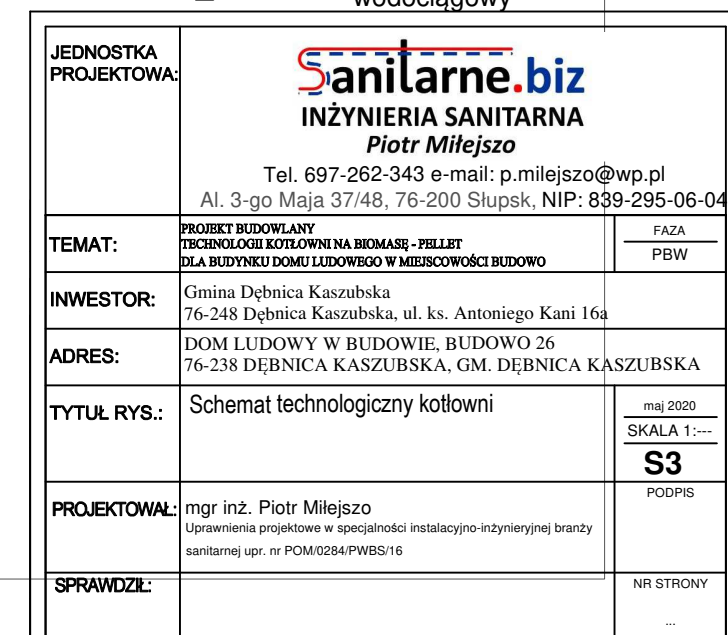 wodociągowy
JEDNOSTKA
PROJEKTOWA:
Sanitarne.biz
INŻYNIERIA SANITARNA
Piotr Miłejszo
Tel. 697-262-343 e-mail: p.milejszo@wp.pl
Al. 3-go Maja 37/48, 76-200 Słupsk, NIP: 839-295-06-04
TEMAT:
PROJEKT BUDOWLANY
TECHNOLOGII KOTŁOWNI NA BIOMASĘ - PELLET
DLA BUDYNKU DOMU LUDOWEGO W MIEJSCOWOŚCI BUDOWO
FAZA
PBW
INWESTOR:
Gmina Dębnica Kaszubska
76-248 Dębnica Kaszubska, ul. ks. Antoniego Kani 16a
ADRES:
DOM LUDOWY W BUDOWIE, BUDOWO 26
76-238 DĘBNICA KASZUBSKA, GM. DĘBNICA KASZUBSKA
TYTUŁ RYS.:
Schemat technologiczny kotłowni
maj 2020
SKALA 1:---
S3
PROJEKTOWAŁ:
mgr inż. Piotr Miłejszo
Uprawnienia projektowe w specjalności instalacyjno-inżynieryjnej branży
sanitarnej upr. nr POM/0284/PWBS/16
PODPIS
SPRAWDZIŁ:
NR STRONY
...